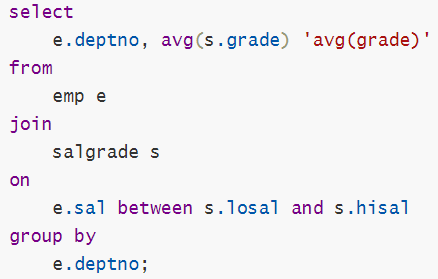 select
    e.deptno, avg(s.grade) 'avg(grade)'
from
    emp e
join
    salgrade s
on
    e.sal between s.losal and s.hisal
group by
    e.deptno;